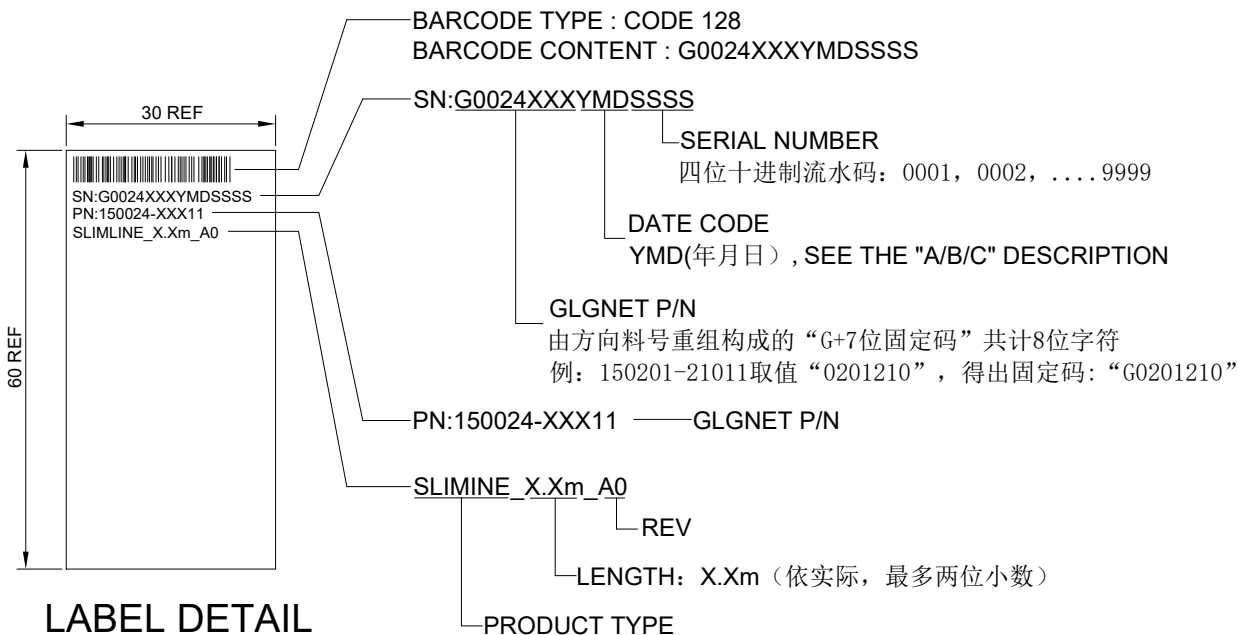 BARCODE TYPE : CODE 128
BARCODE CONTENT : G0024XXXYMDSSSS
SN:G0024XXXYMDSSSS
SERIAL NUMBER
四位十进制流水码：0001，0002，....9999
DATE CODE
YMD(年月日）, SEE THE "A/B/C" DESCRIPTION
GLGNET P/N
由方向料号重组构成的“G+7位固定码”共计8位字符
例：150201-21011取值“0201210”，得出固定码:“G0201210”
PN:150024-XXX11
GLGNET P/N
SLIMINE_X.Xm_A0
REV
LENGTH：X.Xm（依实际，最多两位小数）
PRODUCT TYPE
30 REF
60 REF
SN:G0024XXXYMDSSSS
PN:150024-XXX11
SLIMLINE_X.Xm_A0
LABEL DETAIL